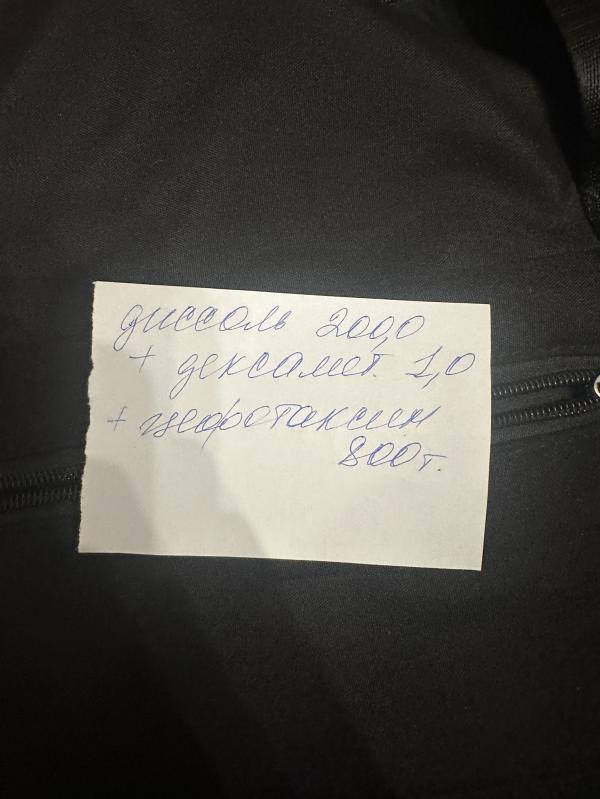 диссоль 200,0
+ дексамет. 1,0
+ цефотаксим
800т.